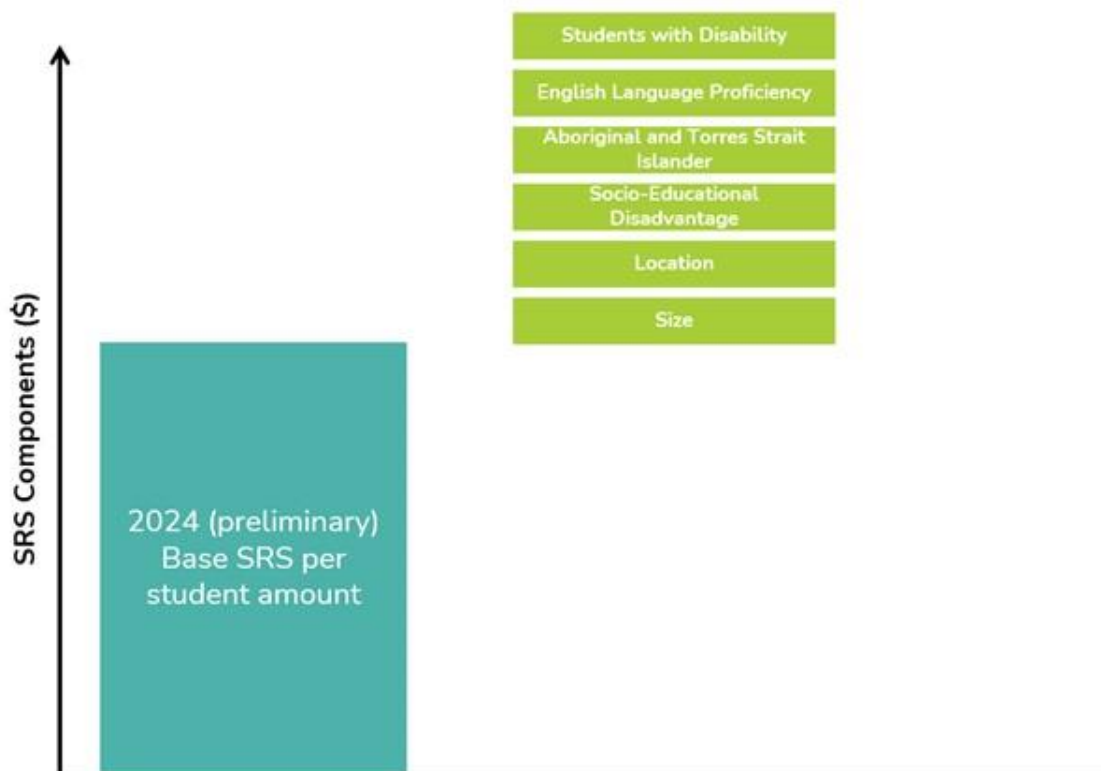 Students with Disability
English Language Proficiency
Aboriginal and Torres Strait
Islander
Socio-Educational
Disadvantage
Location
Size
SRS Components ($)
2024 (preliminary)
Base SRS per
student amount